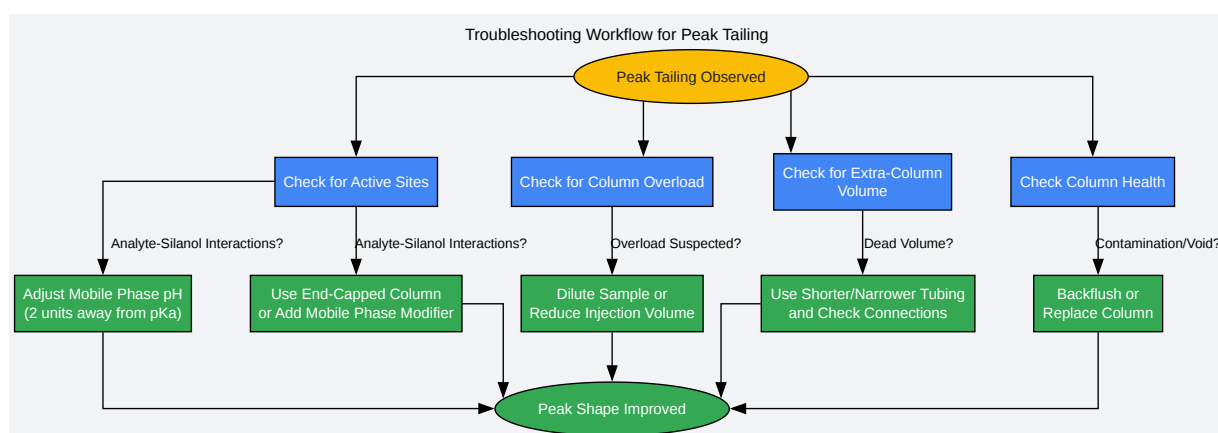 Troubleshooting Workflow for Peak Tailing
Peak Tailing Observed
Check for Active Sites
Check for Column Overload
Check for Extra-Column
Volume
Check Column Health
Analyte-Silanol Interactions?
Analyte-Silanol Interactions?
Overload Suspected?
Dead Volume?
Contamination/Void?
Adjust Mobile Phase pH
(2 units away from pKa)
Use End-Capped Column
or Add Mobile Phase Modifier
Dilute Sample or
Reduce Injection Volume
Use Shorter/Narrower Tubing
and Check Connections
Backflush or
Replace Column
Peak Shape Improved